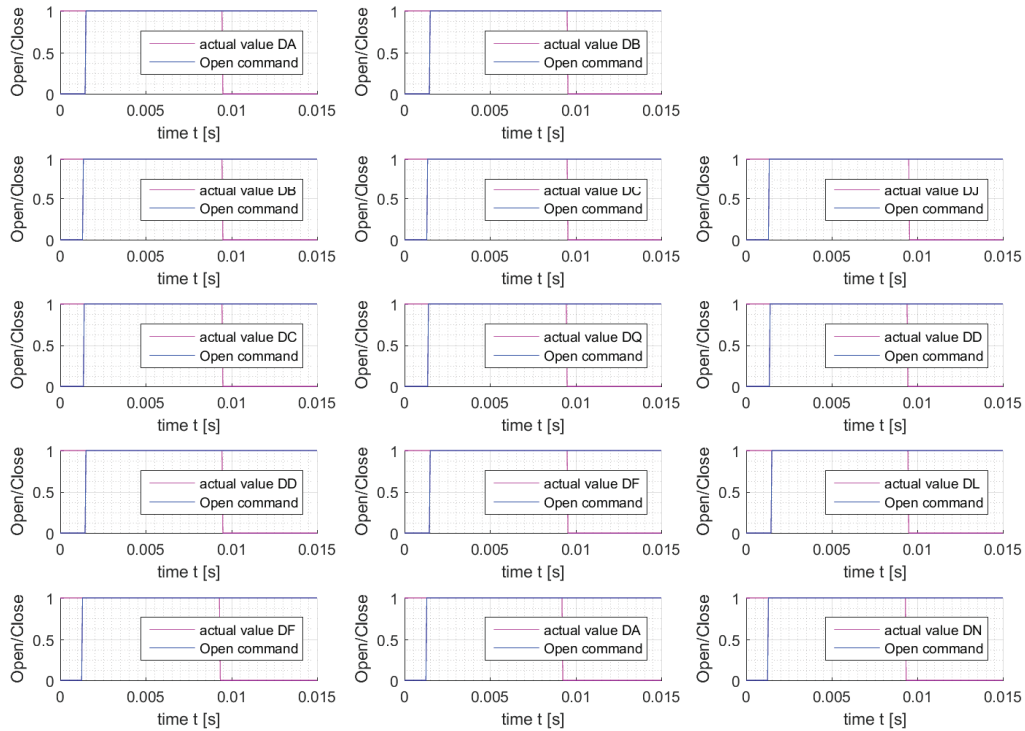 Open/Close
1
0.5
0
actual value DA
Open command
0 0.005 0.01 0.015
time t [s]
Open/Close
1
0.5
0
actual value DB
Open command
0 0.005 0.01 0.015
time t [s]
Open/Close
1
0.5
0
actual value DB
Open command
0 0.005 0.01 0.015
time t [s]
Open/Close
1
0.5
0
actual value DC
Open command
0 0.005 0.01 0.015
time t [s]
Open/Close
1
0.5
0
actual value DJ
Open command
0 0.005 0.01 0.015
time t [s]
Open/Close
1
0.5
0
actual value DC
Open command
0 0.005 0.01 0.015
time t [s]
Open/Close
1
0.5
0
actual value DQ
Open command
0 0.005 0.01 0.015
time t [s]
Open/Close
1
0.5
0
actual value DD
Open command
0 0.005 0.01 0.015
time t [s]
Open/Close
1
0.5
0
actual value DD
Open command
0 0.005 0.01 0.015
time t [s]
Open/Close
1
0.5
0
actual value DF
Open command
0 0.005 0.01 0.015
time t [s]
Open/Close
1
0.5
0
actual value DL
Open command
0 0.005 0.01 0.015
time t [s]
Open/Close
1
0.5
0
actual value DF
Open command
0 0.005 0.01 0.015
time t [s]
Open/Close
1
0.5
0
actual value DA
Open command
0 0.005 0.01 0.015
time t [s]
Open/Close
1
0.5
0
actual value DN
Open command
0 0.005 0.01 0.015
time t [s]